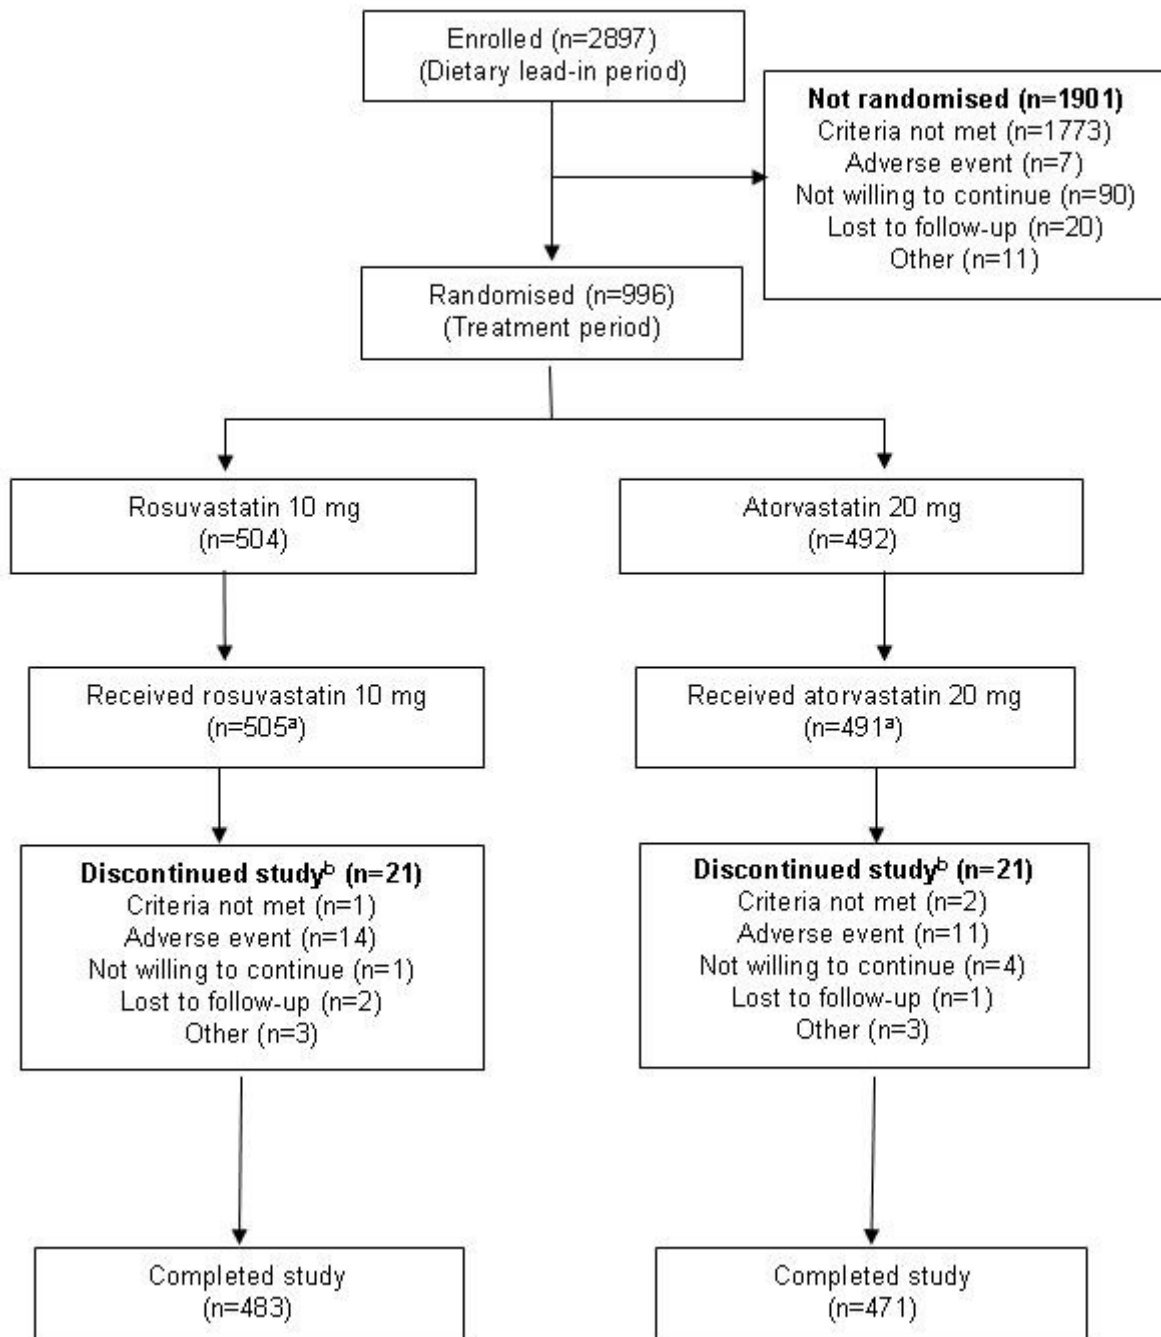 Enrolled (n=2897)
(Dietary lead-in period)
Not randomised (n=1901)
Criteria not met (n=1773)
Adverse event (n=7)
Not willing to continue (n=90)
Lost to follow-up (n=20)
Other (n=11)
Randomised (n=996)
(Treatment period)
Rosuvastatin 10 mg
(n=504)
Atorvastatin 20 mg
(n=492)
Received rosuvastatin 10 mg
(n=505ª)
Received atorvastatin 20 mg
(n=491ª)
Discontinued studyᵇ (n=21)
Criteria not met (n=1)
Adverse event (n=14)
Not willing to continue (n=1)
Lost to follow-up (n=2)
Other (n=3)
Discontinued studyᵇ (n=21)
Criteria not met (n=2)
Adverse event (n=11)
Not willing to continue (n=4)
Lost to follow-up (n=1)
Other (n=3)
Completed study
(n=483)
Completed study
(n=471)